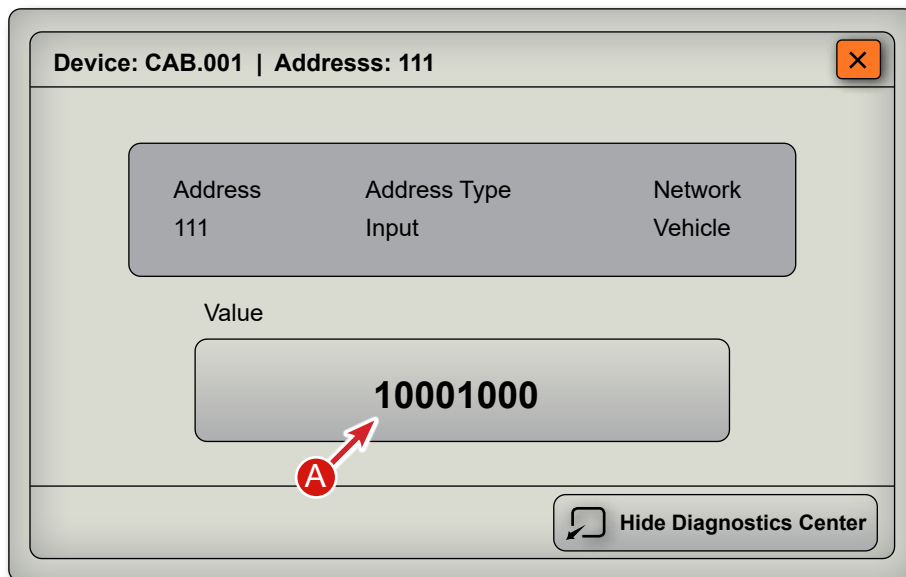 Device: CAB.001 | Addresss: 111
Address Address Type Network
111 Input Vehicle
Value
10001000
A
Hide Diagnostics Center